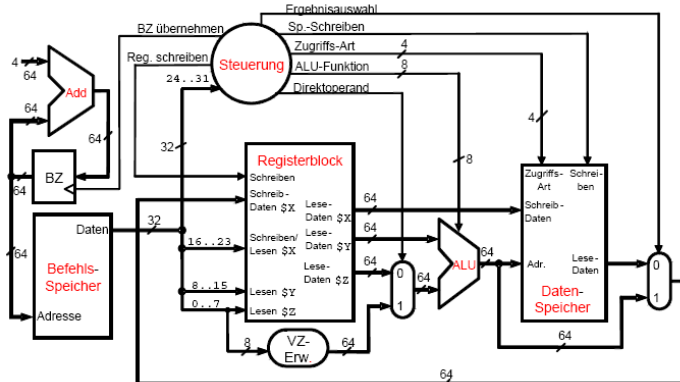 Ergebnisauswahl
BZ übernehmen
Sp.-Schreiben
Zugriffs-Art
4
Reg. schreiben
Steuerung
ALU-Funktion
8
24..31
Direktoperand
4
64
Add
64
64
32
4
8
BZ
64
Registerblock
Schreiben
Schreib-
Daten $X
Lese-
Daten $X
64
Zugriffs-
Art
Schrei-
ben
Schreib-
Daten
Daten
32
16..23
Schreiben/
Lesen $X
Lese-
Daten $Y
64
64
Befehls-
Speicher
Lese-
Daten $Z
64
0
1
64
ALU
64
Adr.
Lese-
Daten
0
1
Daten-
Speicher
8..15
Lesen $Y
0..7
Lesen $Z
Adresse
8
VZ-
Erw.
64
64
64